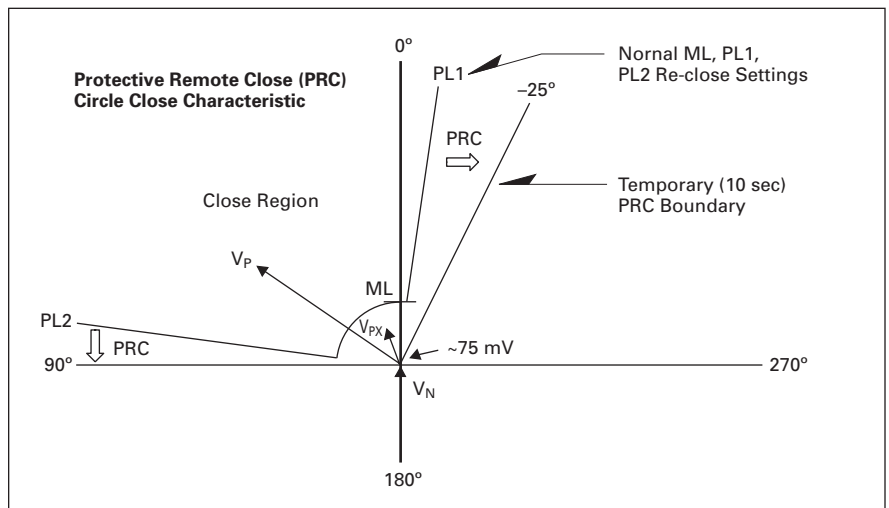 Protective Remote Close (PRC)
Circle Close Characteristic
0°
PL1
Nornal ML, PL1,
PL2 Re-close Settings
–25°
PRC
Temporary (10 sec)
PRC Boundary
Close Region
VP
ML
VPX
PL2
PRC
~75 mV
90°
270°
VN
180°